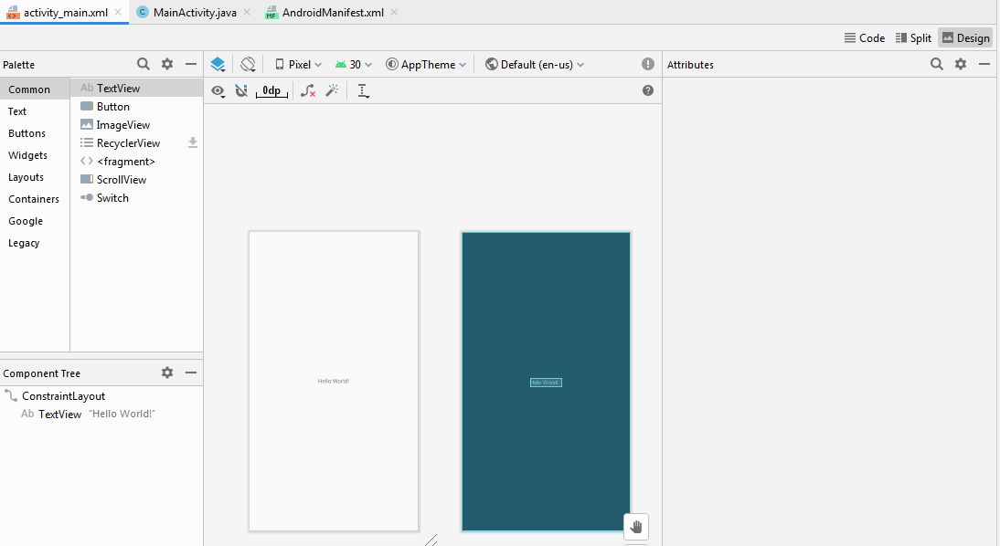 activity_main.xml MainActivity.java AndroidManifest.xml
Code Split Design
Palette Pixel 30 AppTheme Default (en-us) Attributes
0dp
Common
Text
Buttons
Widgets
Layouts
Containers
Google
Legacy
Ab TextView
Button
ImageView
RecyclerView
<fragment>
ScrollView
Switch
Hello World!
Hello World!
Component Tree
ConstraintLayout
Ab TextView "Hello World!"